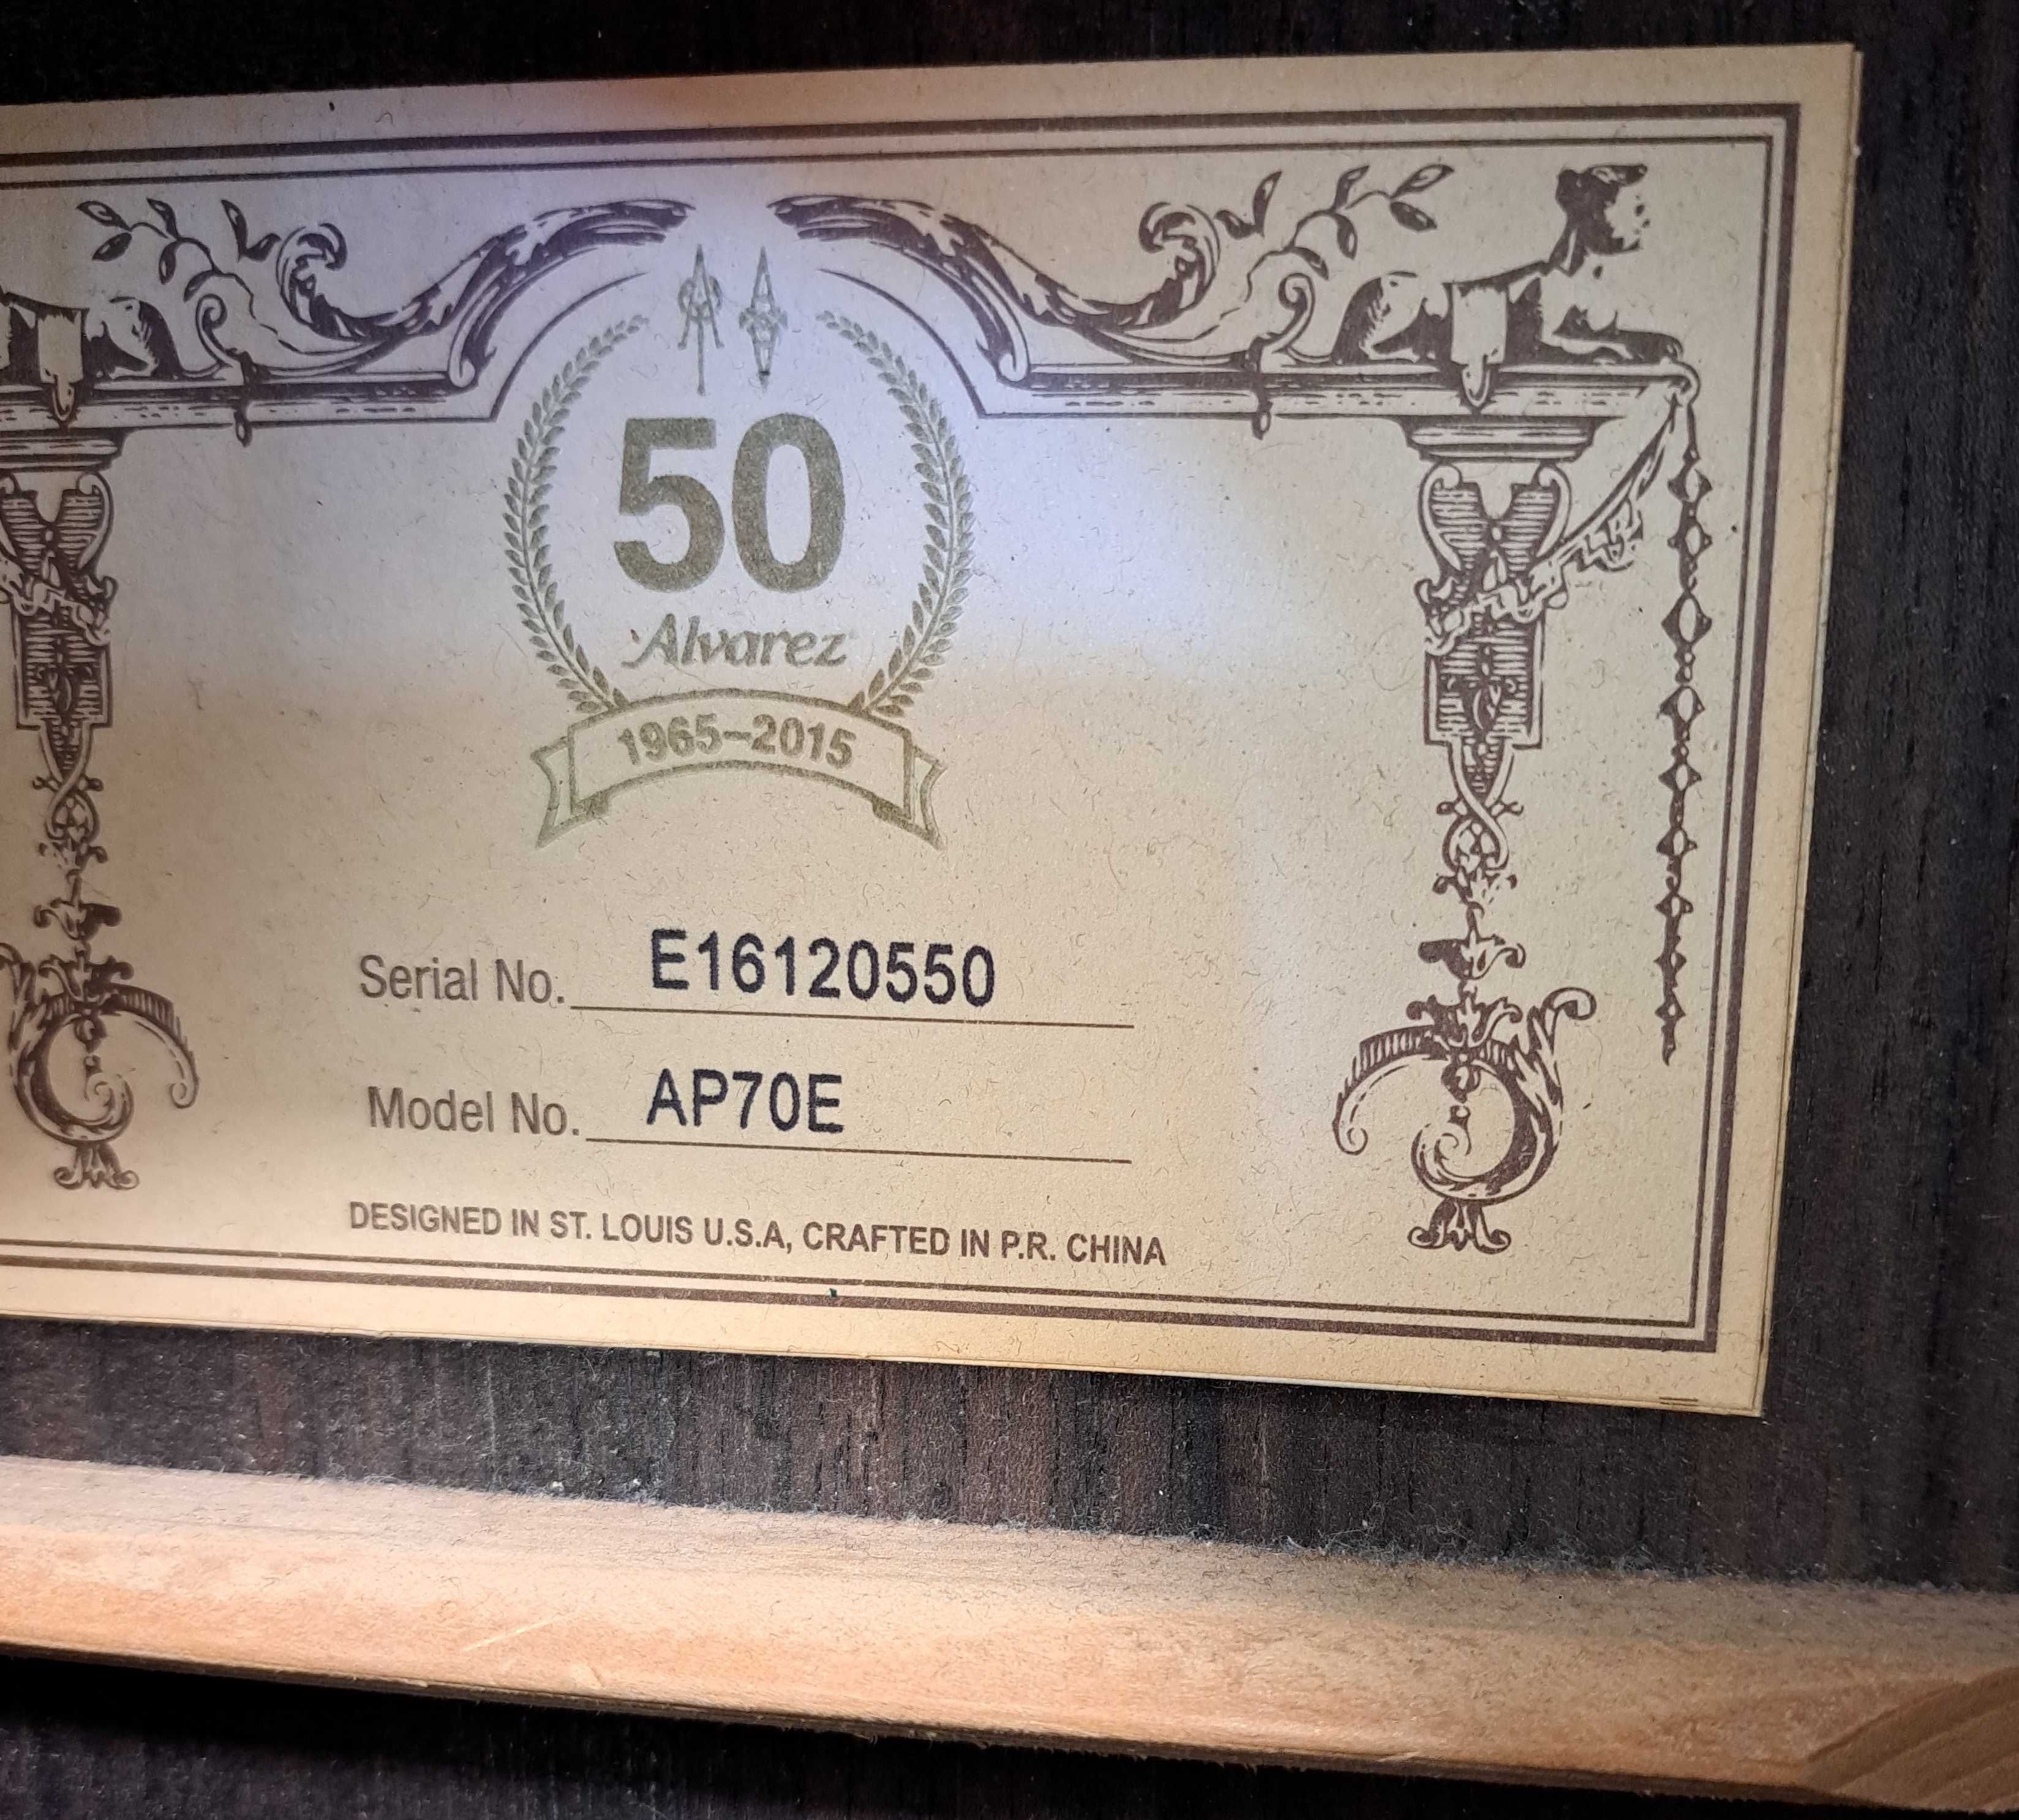 50
Alvarez
1965-2015
Serial No. E16120550
Model No. AP70E
DESIGNED IN ST. LOUIS U.S.A, CRAFTED IN P.R. CHINA